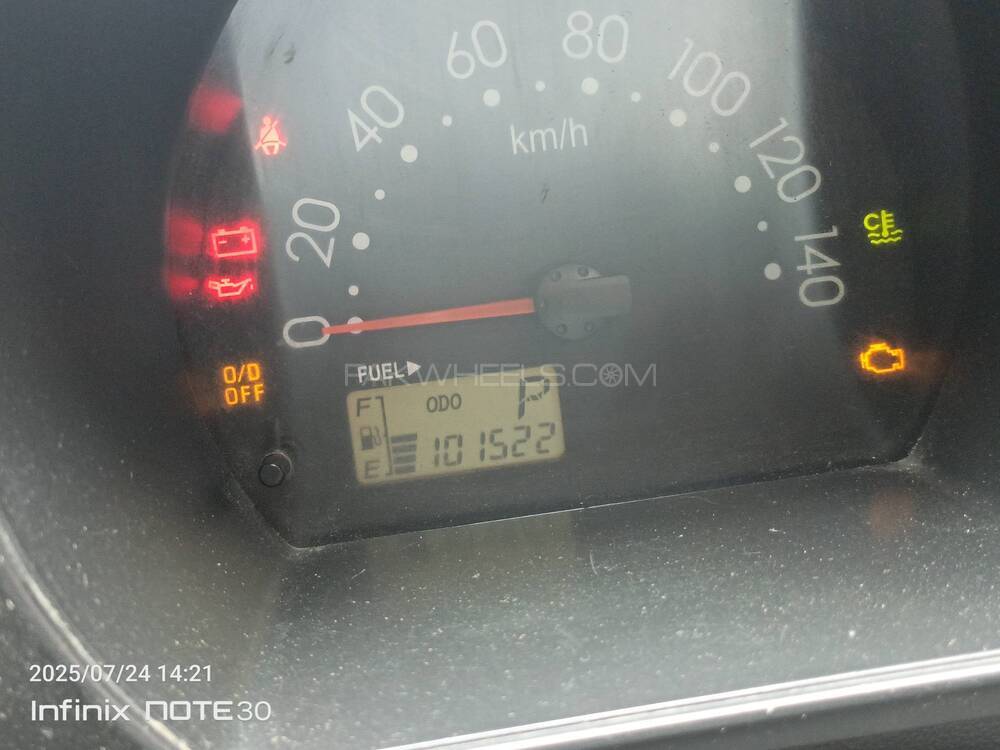 60 80
40 100
km/h
20 120
140
0
O/D
OFF
FUEL
PAKWHEELS.COM
F ODO P
E 101522
2025/07/24 14:21
Infinix NOTE30